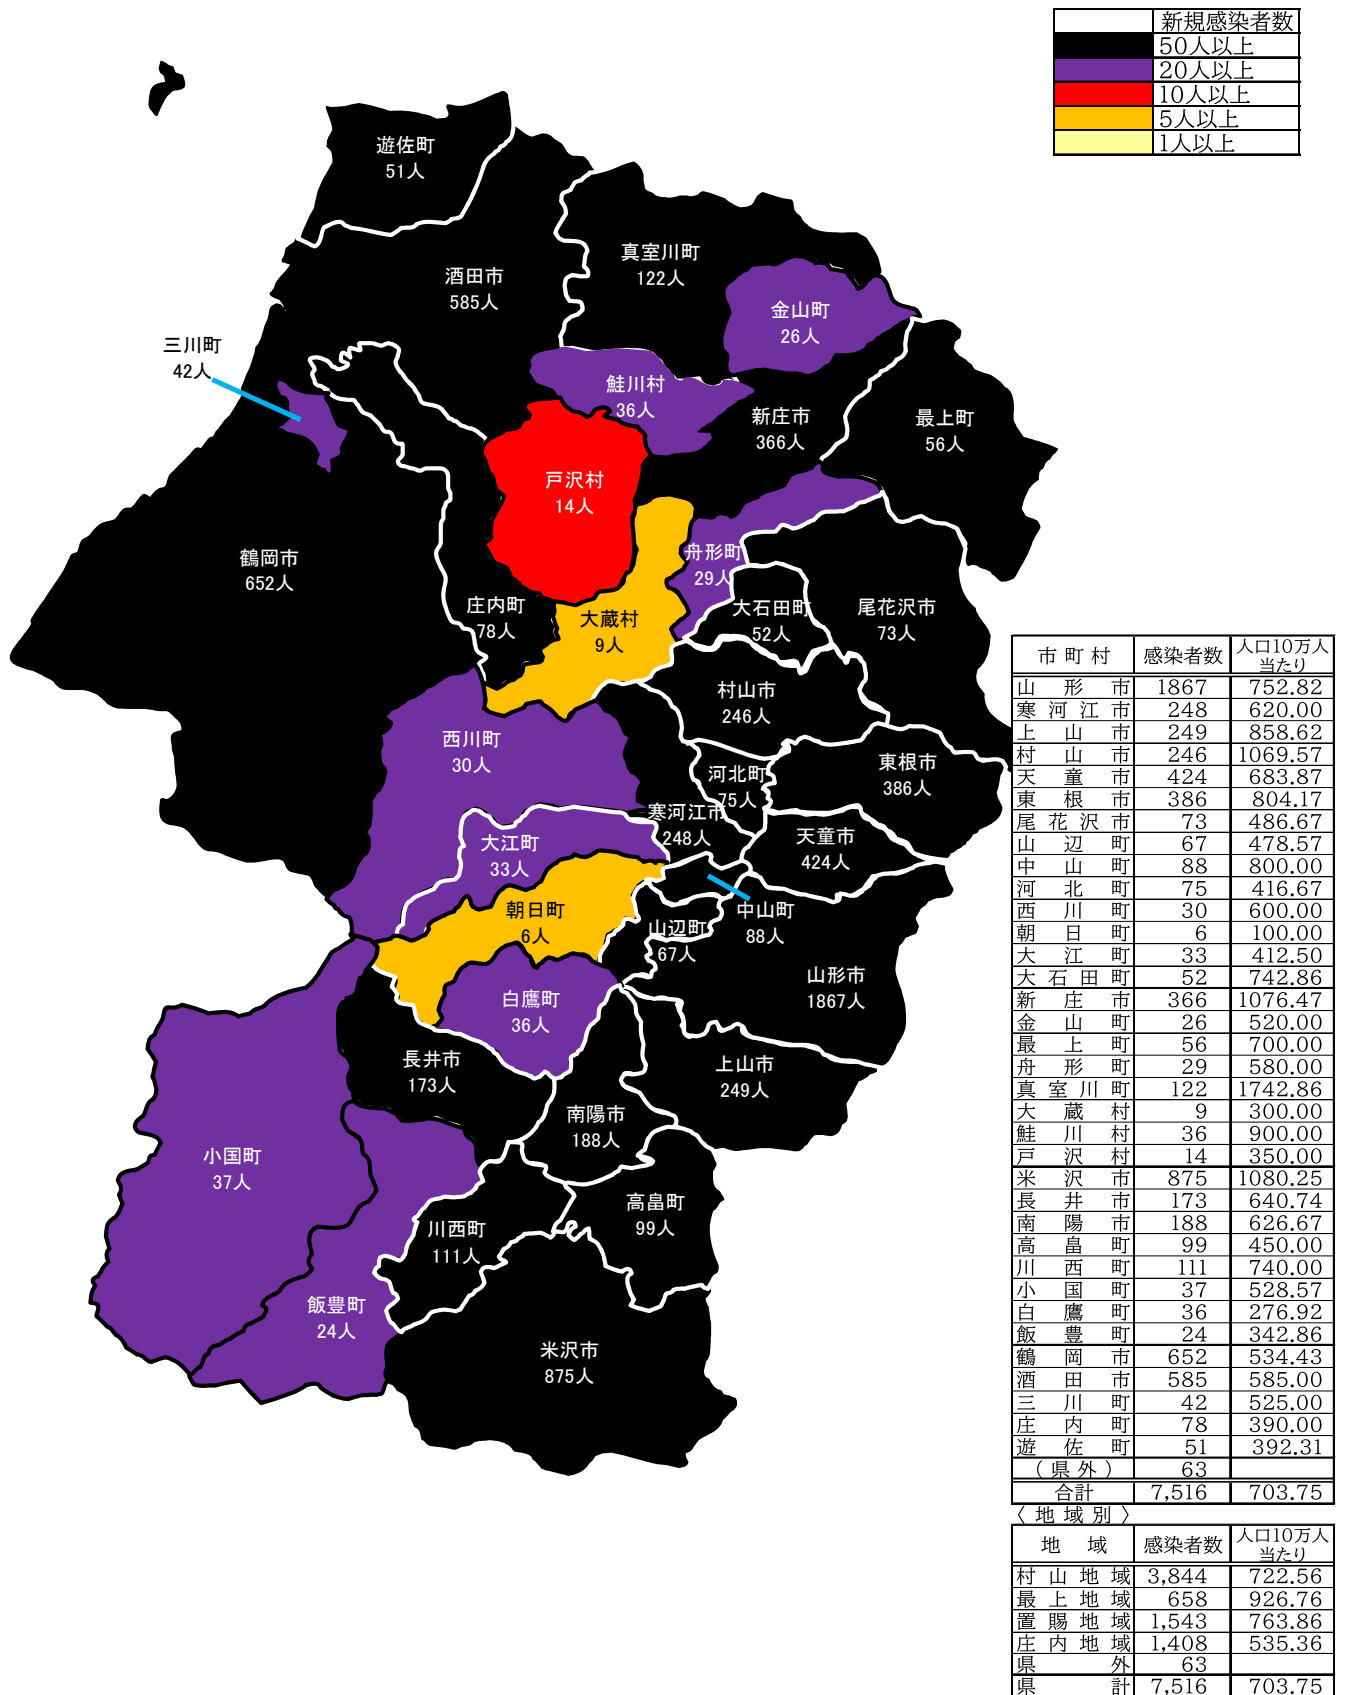 新規感染者数
50人以上
20人以上
10人以上
5人以上
1人以上
遊佐町
51人
酒田市
585人
真室川町
122人
金山町
26人
三川町
42人
鮭川村
36人
新庄市
366人
最上町
56人
戸沢村
14人
鶴岡市
652人
舟形町
29人
庄内町
78人
大蔵村
9人
大石田町
52人
尾花沢市
73人
村山市
246人
西川町
30人
河北町
75人
東根市
386人
寒河江市
248人
天童市
424人
大江町
33人
朝日町
6人
中山町
88人
山辺町
67人
山形市
1867人
白鷹町
36人
長井市
173人
上山市
249人
南陽市
188人
小国町
37人
高畠町
99人
川西町
111人
飯豊町
24人
米沢市
875人
市町村 感染者数 人口10万人当たり
山形市 1867 752.82
寒河江市 248 620.00
上山市 249 858.62
村山市 246 1069.57
天童市 424 683.87
東根市 386 804.17
尾花沢市 73 486.67
山辺町 67 478.57
中山町 88 800.00
河北町 75 416.67
西川町 30 600.00
朝日町 6 100.00
大江町 33 412.50
大石田町 52 742.86
新庄市 366 1076.47
金山町 26 520.00
最上町 56 700.00
舟形町 29 580.00
真室川町 122 1742.86
大蔵村 9 300.00
鮭川村 36 900.00
戸沢村 14 350.00
米沢市 875 1080.25
長井市 173 640.74
南陽市 188 626.67
高畠町 99 450.00
川西町 111 740.00
小国町 37 528.57
白鷹町 36 276.92
飯豊町 24 342.86
鶴岡市 652 534.43
酒田市 585 585.00
三川町 42 525.00
庄内町 78 390.00
遊佐町 51 392.31
（県外） 63
合計 7,516 703.75
〈地域別〉
地域 感染者数 人口10万人当たり
村山地域 3,844 722.56
最上地域 658 926.76
置賜地域 1,543 763.86
庄内地域 1,408 535.36
県外 63
県計 7,516 703.75